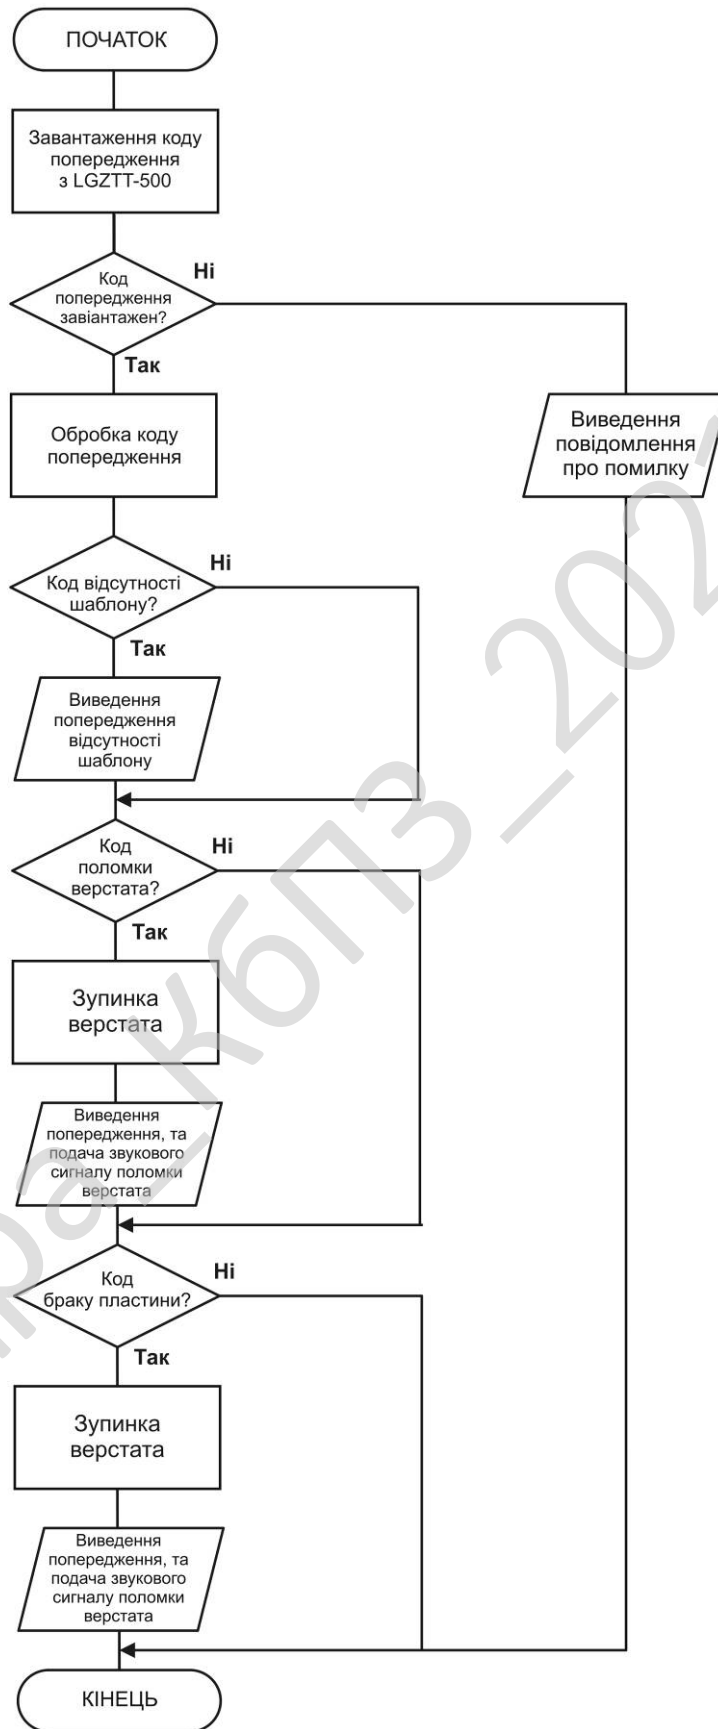 ПОЧАТОК
Завантаження коду
попередження
з LGZTT-500
Код
попередження
завіантажен?
Ні
Так
Обробка коду
попередження
Виведення
повідомлення
про помилку
Код відсутності
шаблону?
Ні
Так
Виведення
попередження
відсутності
шаблону
Код
поломки
верстата?
Ні
Так
Зупинка
верстата
Виведення
попередження, та
подача звукового
сигналу поломки
верстата
Код
браку пластини?
Ні
Так
Зупинка
верстата
Виведення
попередження, та
подача звукового
сигналу поломки
верстата
КІНЕЦЬ